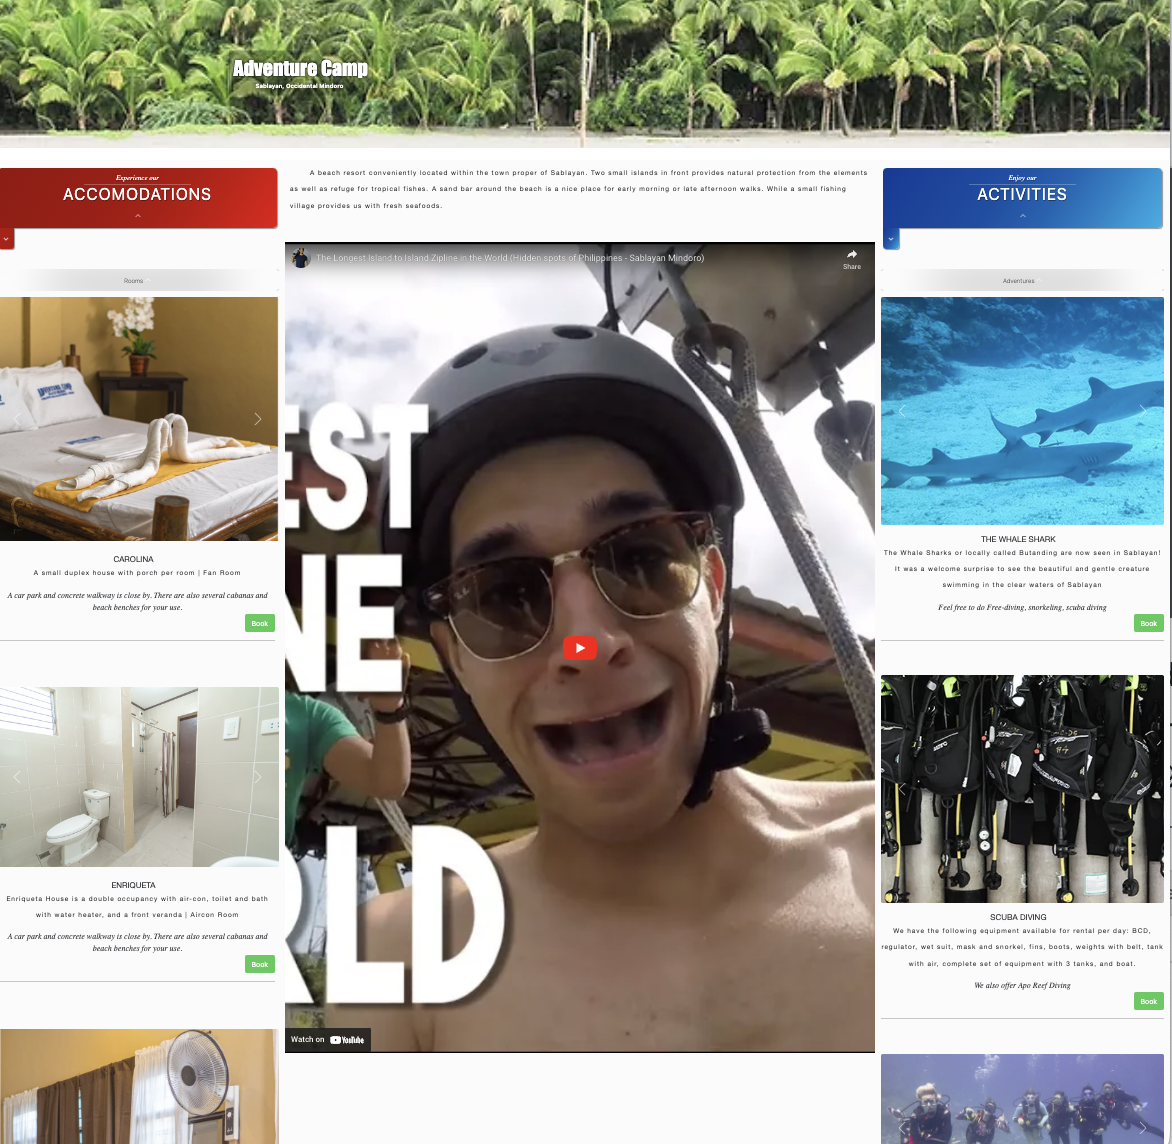 Adventure Camp
Sablayan, Occidental Mindoro
Experience our
ACCOMODATIONS
Rooms
CAROLINA
A small duplex house with porch per room | Fan Room
A car park and concrete walkway is close by. There are also several cabanas and
beach benches for your use.
Book
ENRIQUETA
Enriqueta House is a double occupancy with air-con, toilet and bath
with water heater, and a front veranda | Aircon Room
A car park and concrete walkway is close by. There are also several cabanas and
beach benches for your use.
Book
A beach resort conveniently located within the town proper of Sablayan. Two small islands in front provides natural protection from the elements
as well as refuge for tropical fishes. A sand bar around the beach is a nice place for early morning or late afternoon walks. While a small fishing
village provides us with fresh seafoods.
The Longest Island to Island Zipline in the World (Hidden spots of Philippines - Sablayan Mindoro)
Share
EST
NE
RLD
Watch on YouTube
Enjoy our
ACTIVITIES
Adventures
THE WHALE SHARK
The Whale Sharks or locally called Butanding are now seen in Sablayan!
It was a welcome surprise to see the beautiful and gentle creature
swimming in the clear waters of Sablayan
Feel free to do Free-diving, snorkeling, scuba diving
Book
SCUBA DIVING
We have the following equipment available for rental per day: BCD,
regulator, wet suit, mask and snorkel, fins, boots, weights with belt, tank
with air, complete set of equipment with 3 tanks, and boat.
We also offer Apo Reef Diving
Book